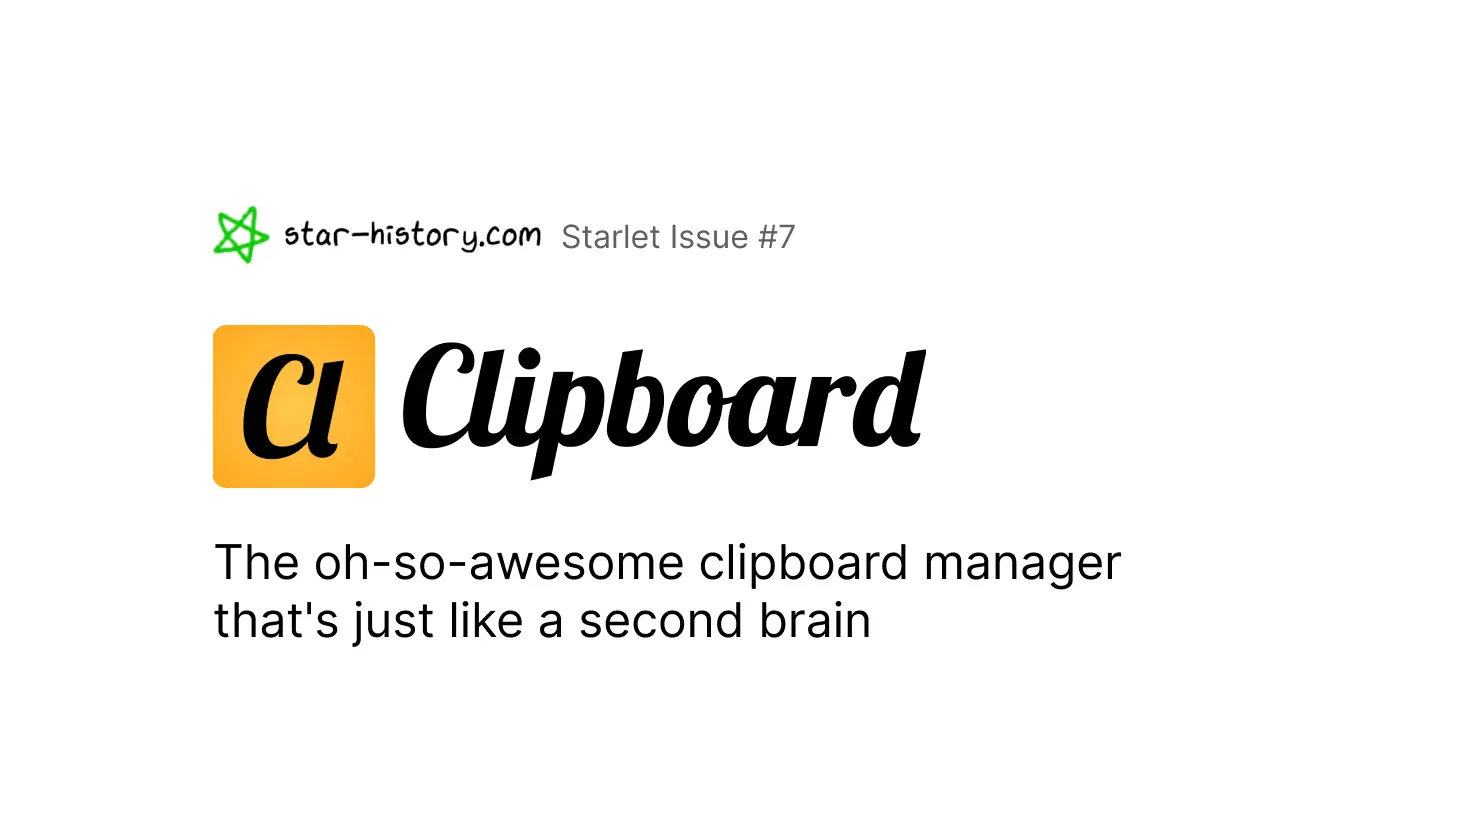 star-history.com Starlet Issue #7
Cl Clipboard
The oh-so-awesome clipboard manager
that's just like a second brain